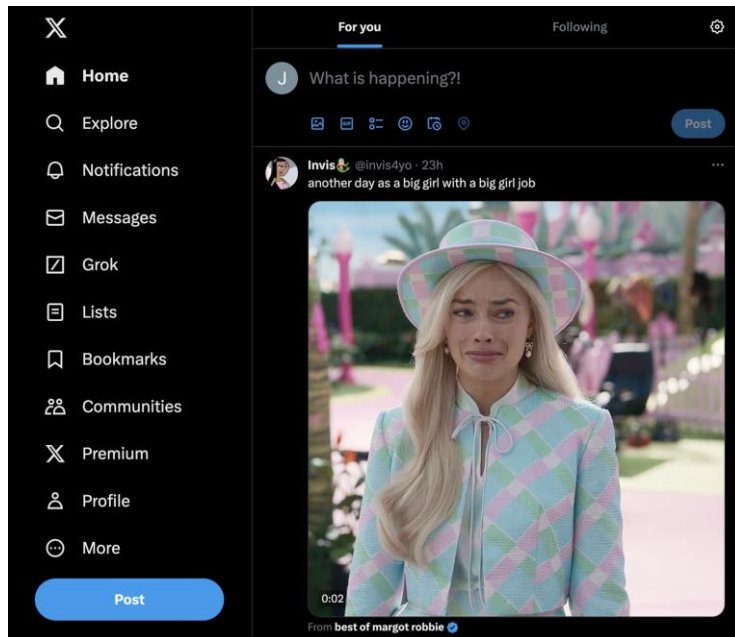 Home
Explore
Notifications
Messages
Grok
Lists
Bookmarks
Communities
Premium
Profile
More
Post
For you Following
J What is happening?!
GIF
Post
Invis @invis4yo · 23h
another day as a big girl with a big girl job
0:02
From best of margot robbie